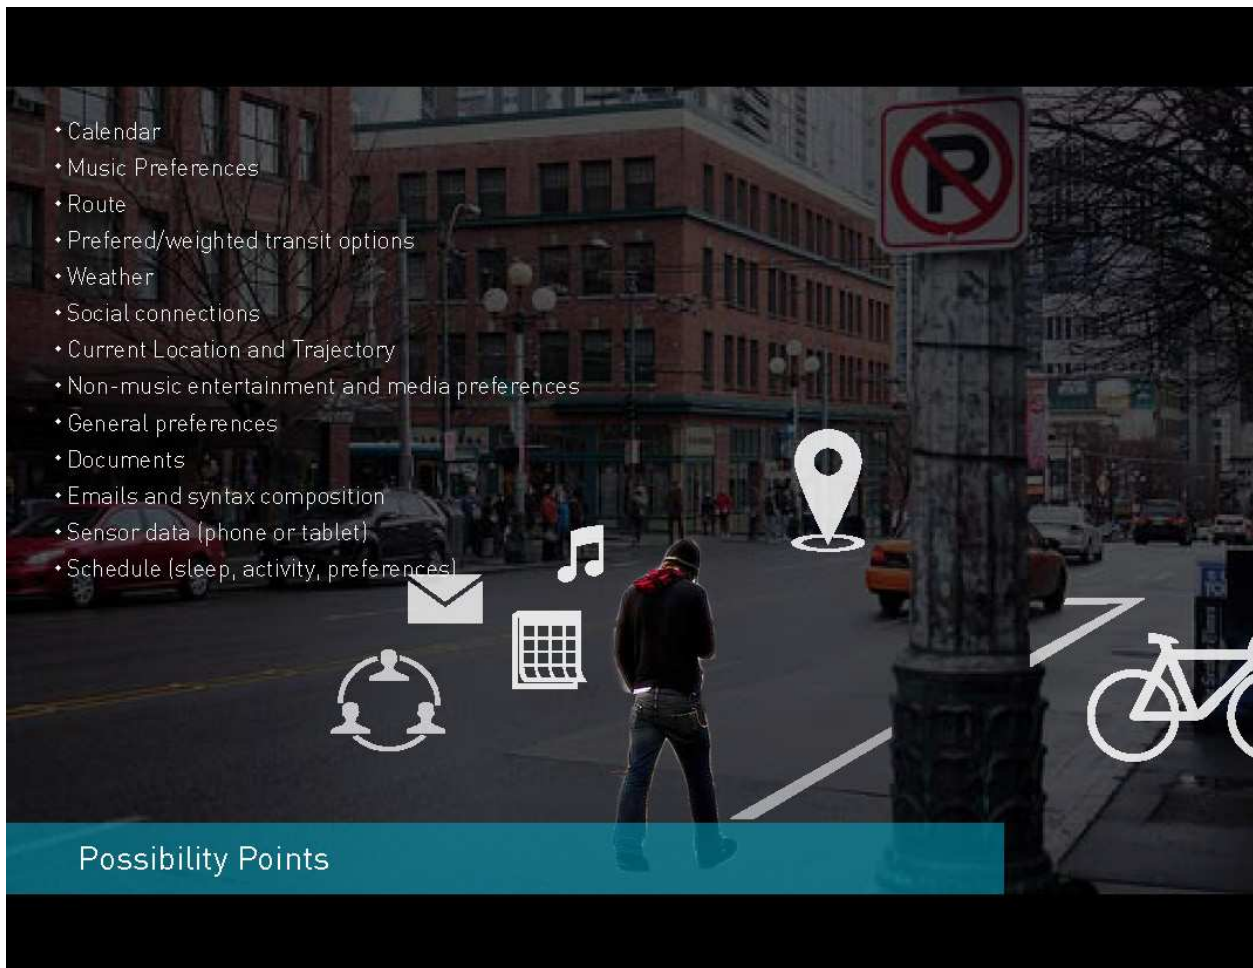 • Calendar
• Music Preferences
• Route
• Prefered/weighted transit options
• Weather
• Social connections
• Current Location and Trajectory
• Non-music entertainment and media preferences
• General preferences
• Documents
• Emails and syntax composition
• Sensor data (phone or tablet)
• Schedule (sleep, activity, preferences)
P
Possibility Points